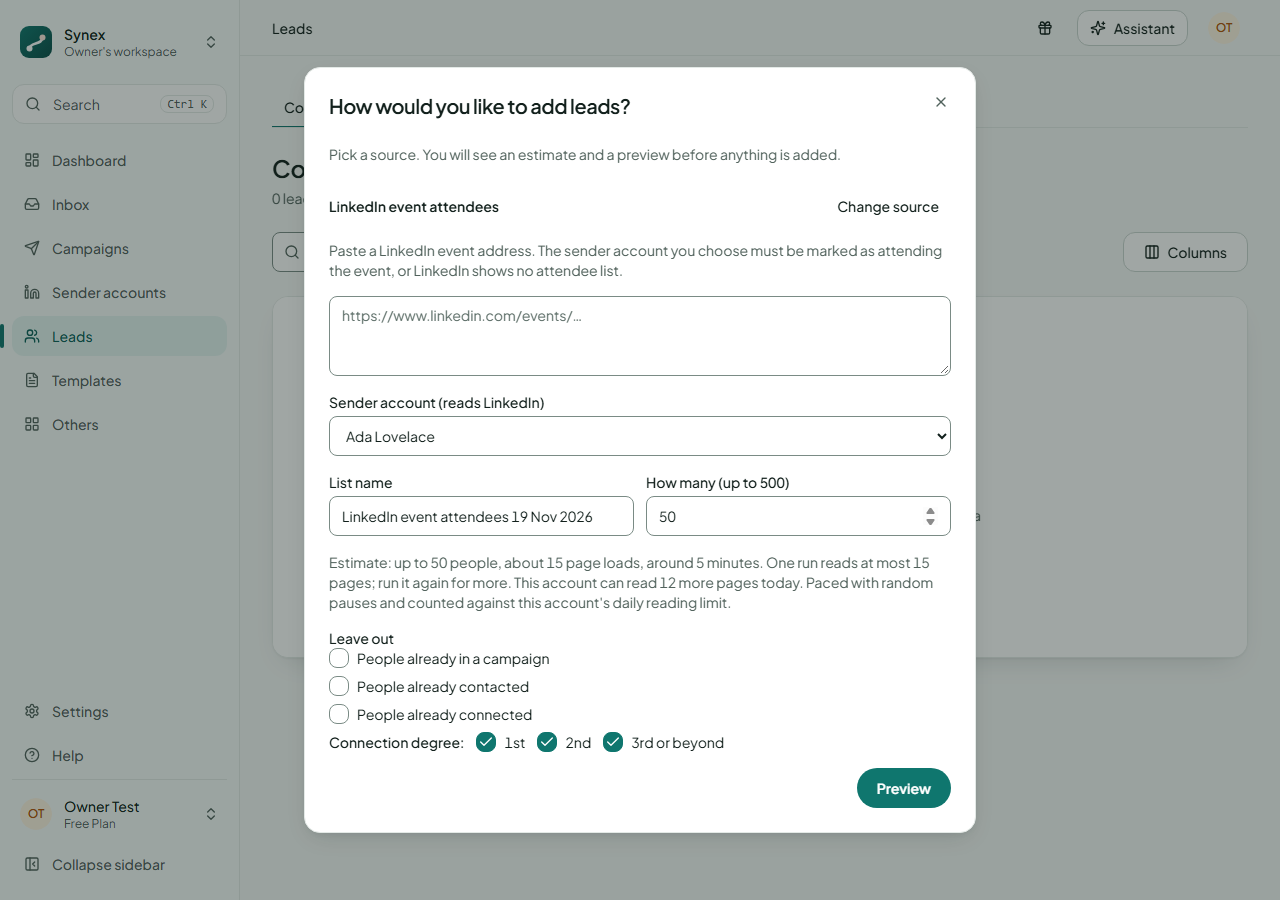 Synex
Owner's workspace
Leads
Assistant
OT
Search
Ctrl K
Dashboard
Inbox
Campaigns
Sender accounts
Leads
Templates
Others
Settings
Help
OT
Owner Test
Free Plan
Collapse sidebar
Columns
How would you like to add leads?
Pick a source. You will see an estimate and a preview before anything is added.
LinkedIn event attendees
Change source
Paste a LinkedIn event address. The sender account you choose must be marked as attending
the event, or LinkedIn shows no attendee list.
https://www.linkedin.com/events/…
Sender account (reads LinkedIn)
Ada Lovelace
List name
How many (up to 500)
LinkedIn event attendees 19 Nov 2026
50
Estimate: up to 50 people, about 15 page loads, around 5 minutes. One run reads at most 15
pages; run it again for more. This account can read 12 more pages today. Paced with random
pauses and counted against this account's daily reading limit.
Leave out
People already in a campaign
People already contacted
People already connected
Connection degree:
1st
2nd
3rd or beyond
Preview